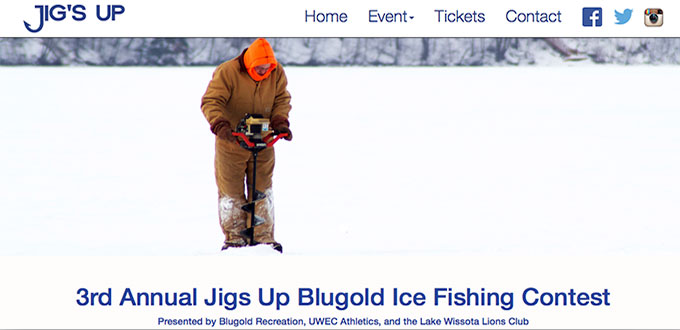 JIG'S UP Home Event Tickets Contact
3rd Annual Jigs Up Blugold Ice Fishing Contest
Presented by Blugold Recreation, UWEC Athletics, and the Lake Wissota Lions Club